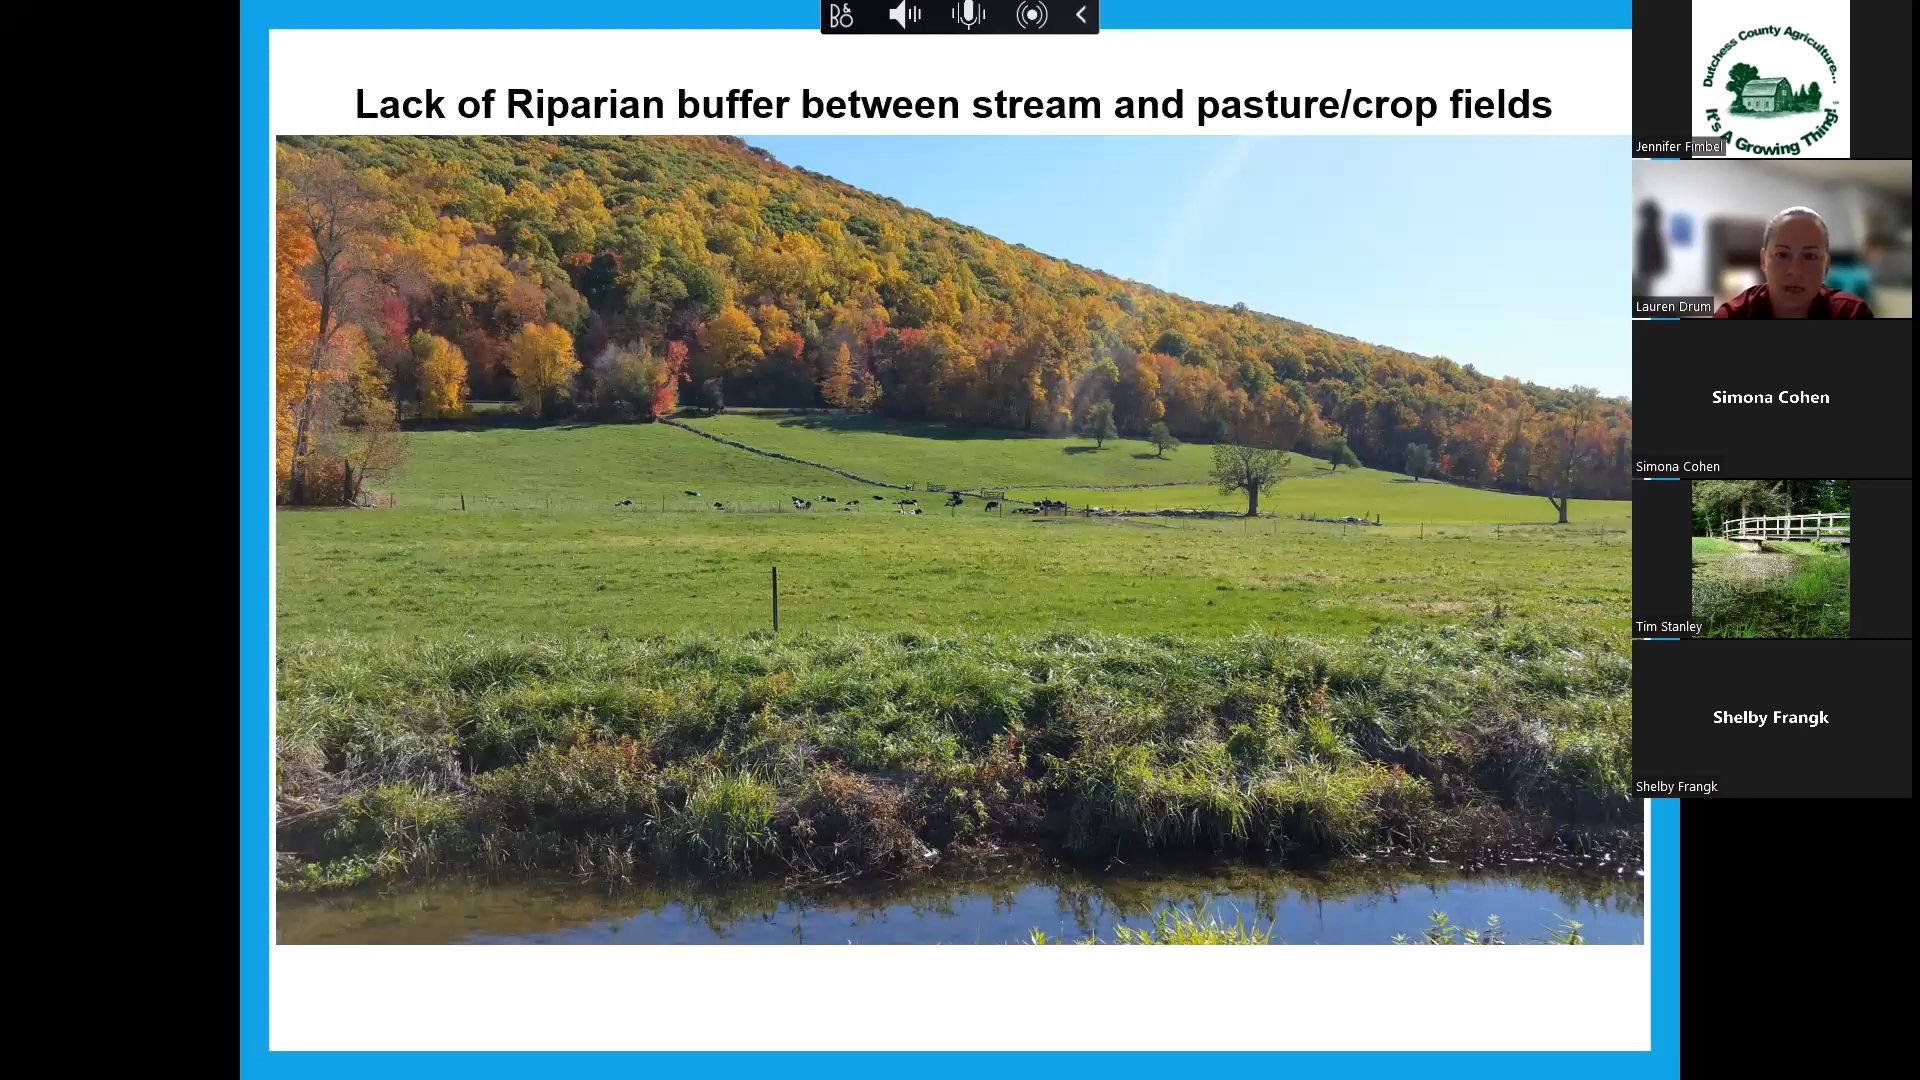 B&O
Lack of Riparian buffer between stream and pasture/crop fields
Dutchess County Agriculture...
It's A Growing Thing!
Jennifer Fimbel
Lauren Drum
Simona Cohen
Simona Cohen
Tim Stanley
Shelby Frangk
Shelby Frangk